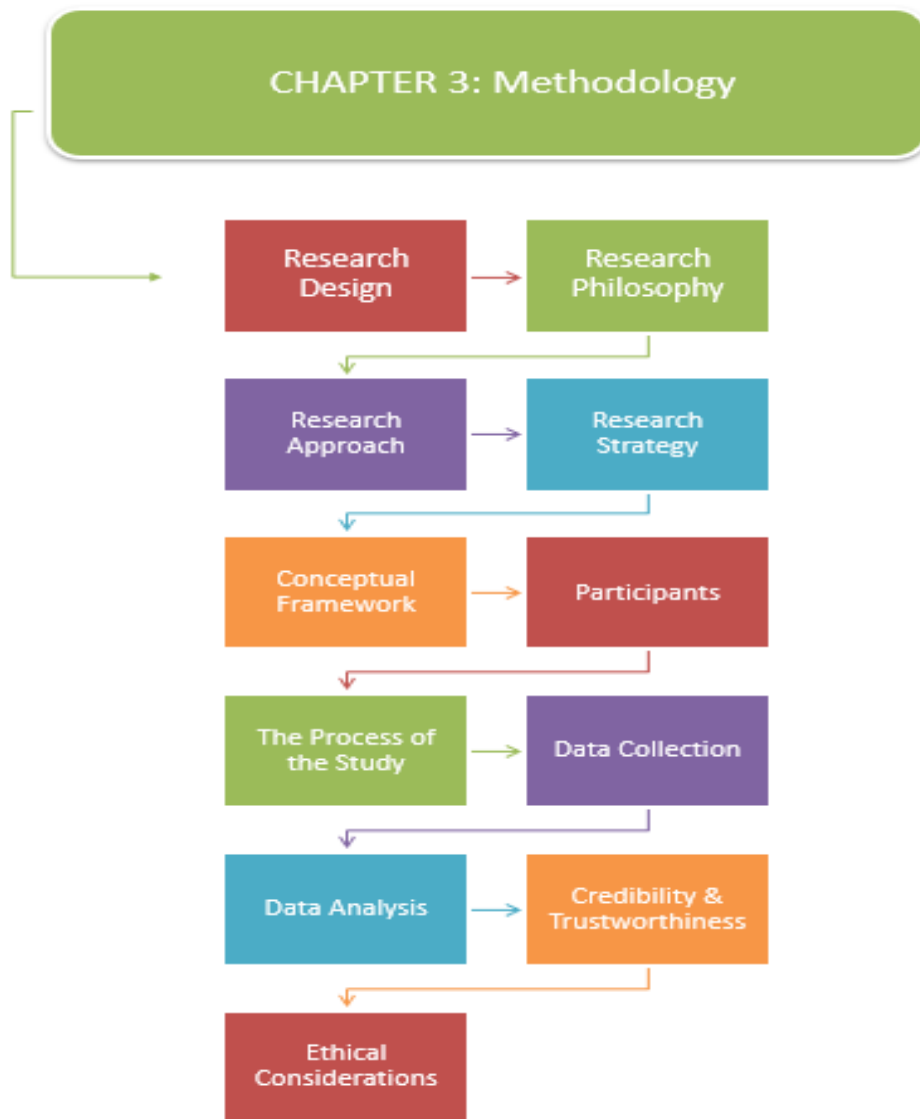 CHAPTER 3: Methodology
Research
Design
Research
Philosophy
Research
Approach
Research
Strategy
Conceptual
Framework
Participants
The Process of
the Study
Data Collection
Data Analysis
Credibility &
Trustworthiness
Ethical
Considerations